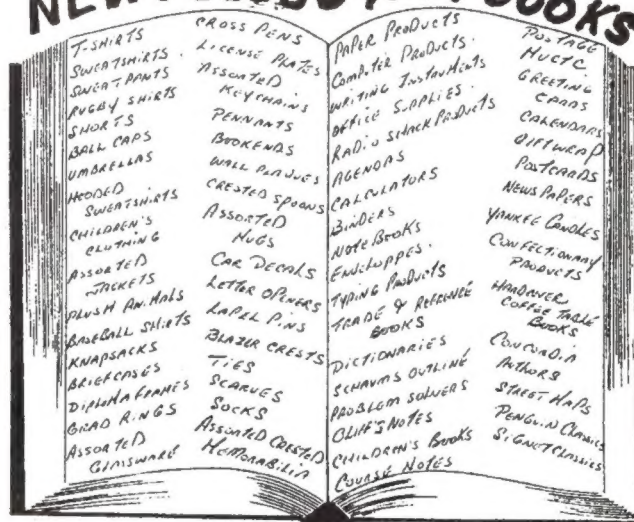 T-SHIRTS
SWEATSHIRTS.
SWEATPANTS
RUGBY SHIRTS
SHORTS
BALL CAPS
UMBRELLAS
HOODED
SWEATSHIRTS
CHILDREN'S
CLOTHING
ASSORTED
JACKETS
PLUSH ANIMALS
BASEBALL SHIRTS
KNAPSACKS
BRIEFCASES
DIPLOMA FRAMES
GRAD RINGS
ASSORTED
GLASSWARE
CROSS PENS
LICENSE PLATES
ASSORTED
KEYCHAINS
PENNANTS
BOOKENDS
WALL PLAQUES
CRESTED SPOONS
ASSORTED
MUGS
CAR DECALS
LETTER OPENERS
LAPEL PINS
BLAZER CRESTS
TIES
SCARVES
SOCKS
ASSORTED CRESTED
MEMORABILIA
PAPER PRODUCTS
COMPUTER PRODUCTS.
WRITING INSTRUMENTS
OFFICE SUPPLIES.
RADIO SHACK PRODUCTS
AGENDAS
CALCULATORS
BINDERS
NOTE BOOKS
ENVELOPPES.
TYPING PRODUCTS
TRADE & REFERENCE
BOOKS
DICTIONARIES
SCHAUMS OUTLINE
PROBLEM SOLVERS
CLIFF'S NOTES
CHILDREN'S BOOKS
COURSE NOTES
POSTAGE
MUCTC.
GREETING
CARDS
CALENDARS
GIFTWRAP
POSTCARDS
NEWSPAPERS
YANKEE CANDLES
CONFECTIONARY
PRODUCTS
HARDCOVER
COFFEE TABLE
BOOKS
CONCORDIA
AUTHORS
STREET MAPS
PENGUIN CLASSICS
SIGNET CLASSICS